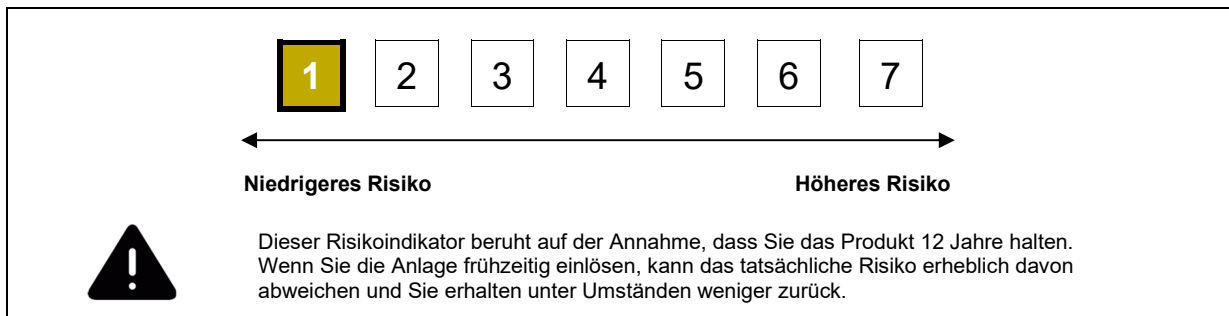 1 2 3 4 5 6 7
Niedrigeres Risiko Höheres Risiko
Dieser Risikoindikator beruht auf der Annahme, dass Sie das Produkt 12 Jahre halten.
Wenn Sie die Anlage frühzeitig einlösen, kann das tatsächliche Risiko erheblich davon
abweichen und Sie erhalten unter Umständen weniger zurück.